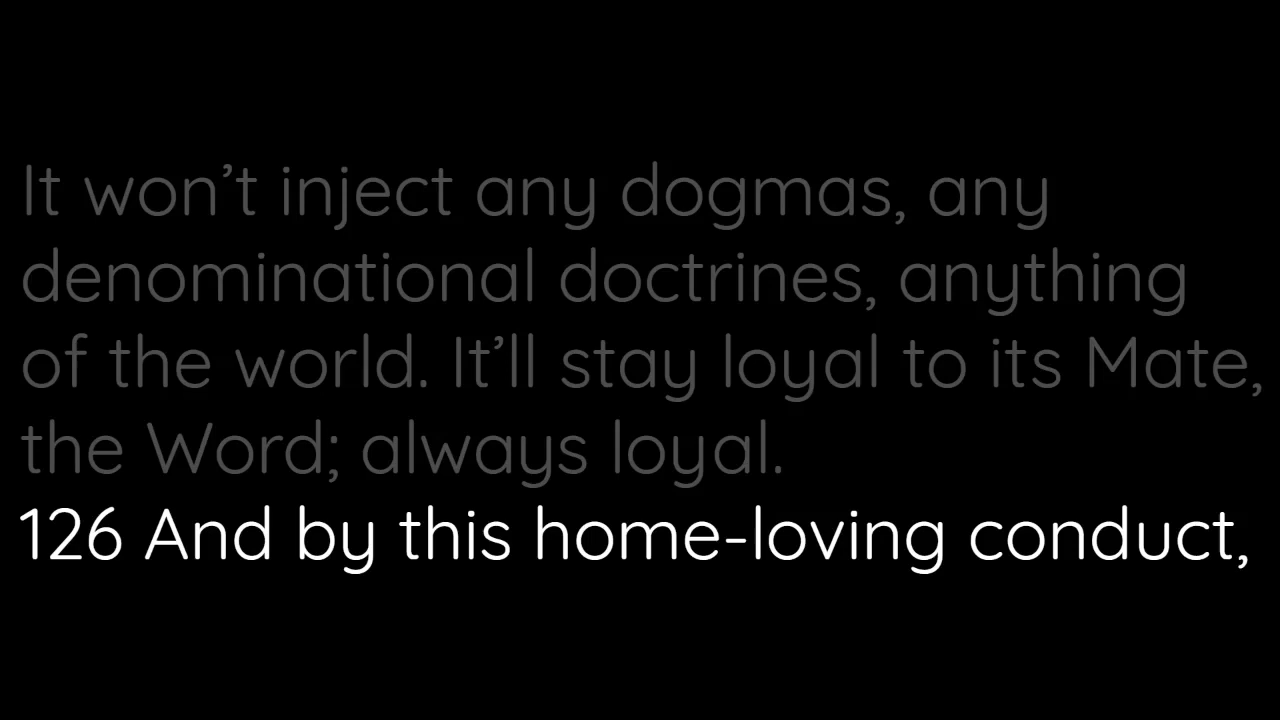 It won’t inject any dogmas, any
denominational doctrines, anything
of the world. It’ll stay loyal to its Mate,
the Word; always loyal.
126 And by this home-loving conduct,